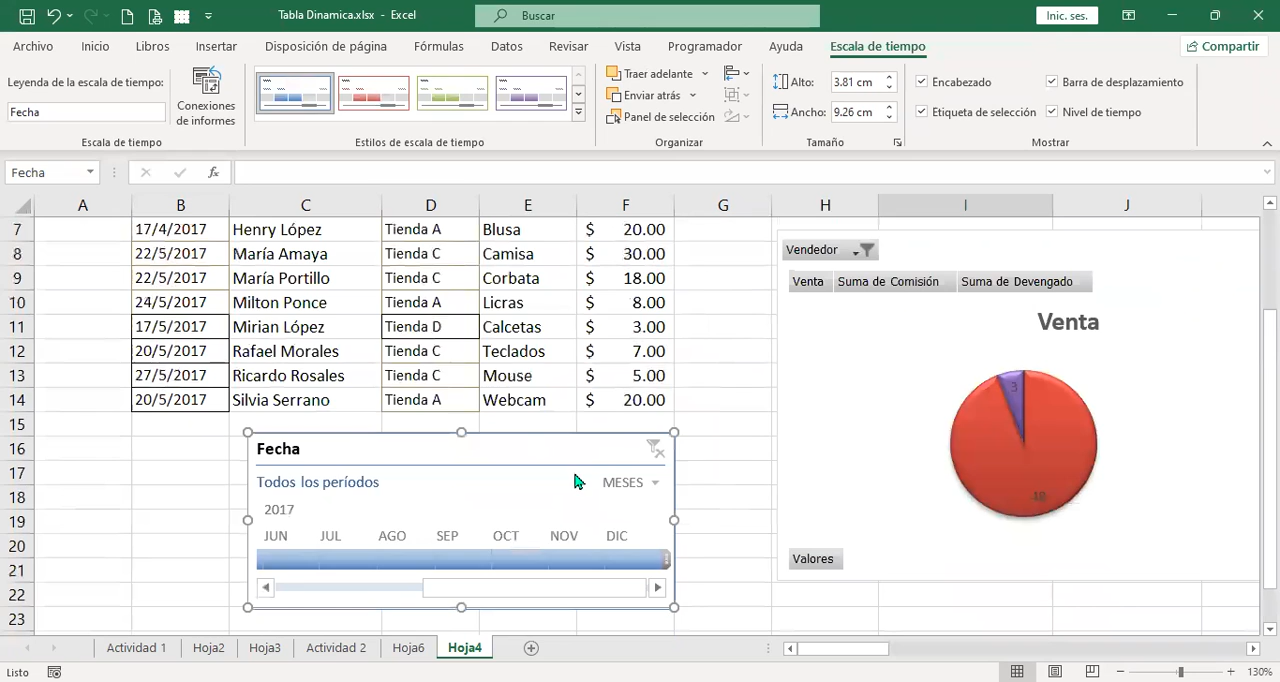 Tabla Dinamica.xlsx - Excel
Buscar
Inic. ses.
Archivo Inicio Libros Insertar Disposición de página Fórmulas Datos Revisar Vista Programador Ayuda Escala de tiempo Compartir
Leyenda de la escala de tiempo:
Fecha
Conexiones
de informes
Escala de tiempo
Estilos de escala de tiempo
Traer adelante
Enviar atrás
Panel de selección
Organizar
Alto: 3.81 cm
Ancho: 9.26 cm
Tamaño
Encabezado Barra de desplazamiento
Etiqueta de selección Nivel de tiempo
Mostrar
Fecha fx
A B C D E F G H I J
7 17/4/2017 Henry López Tienda A Blusa $ 20.00
8 22/5/2017 María Amaya Tienda C Camisa $ 30.00
9 22/5/2017 María Portillo Tienda C Corbata $ 18.00
10 24/5/2017 Milton Ponce Tienda A Licras $ 8.00
11 17/5/2017 Mirian López Tienda D Calcetas $ 3.00
12 20/5/2017 Rafael Morales Tienda C Teclados $ 7.00
13 27/5/2017 Ricardo Rosales Tienda C Mouse $ 5.00
14 20/5/2017 Silvia Serrano Tienda A Webcam $ 20.00
15
16
17
18
19
20
21
22
23
Fecha
Todos los períodos MESES
2017
JUN JUL AGO SEP OCT NOV DIC
Vendedor
Venta Suma de Comisión Suma de Devengado
Venta
3
18
Valores
Actividad 1 Hoja2 Hoja3 Actividad 2 Hoja6 Hoja4
Listo
130%